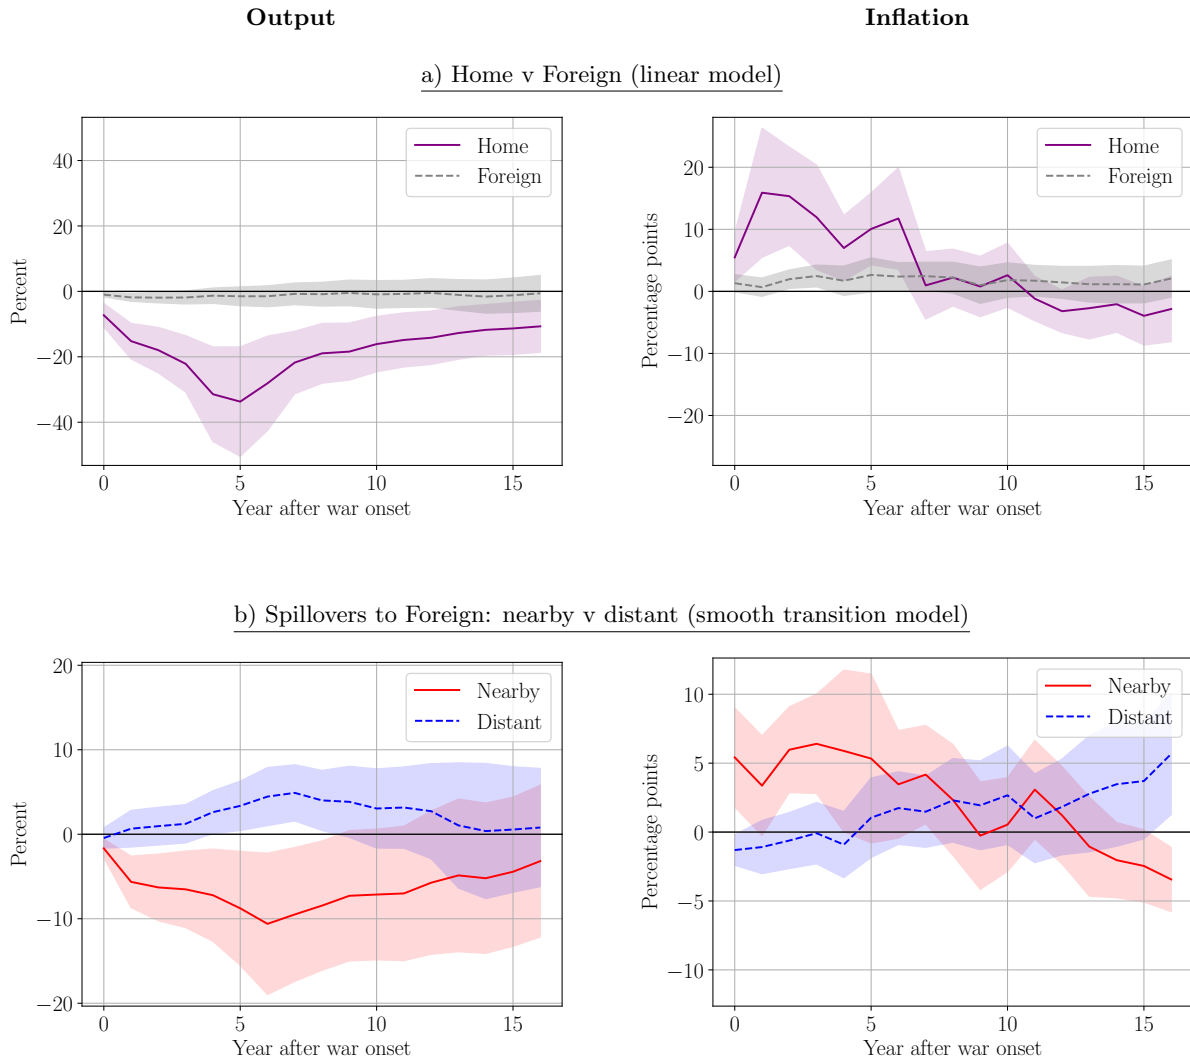 Output Inflation
a) Home v Foreign (linear model)
Percent
40
20
0
−20
−40
Home
Foreign
0 5 10 15
Year after war onset
Percentage points
20
10
0
−10
−20
Home
Foreign
0 5 10 15
Year after war onset
b) Spillovers to Foreign: nearby v distant (smooth transition model)
Percent
20
10
0
−10
−20
Nearby
Distant
0 5 10 15
Year after war onset
Percentage points
10
5
0
−5
−10
Nearby
Distant
0 5 10 15
Year after war onset